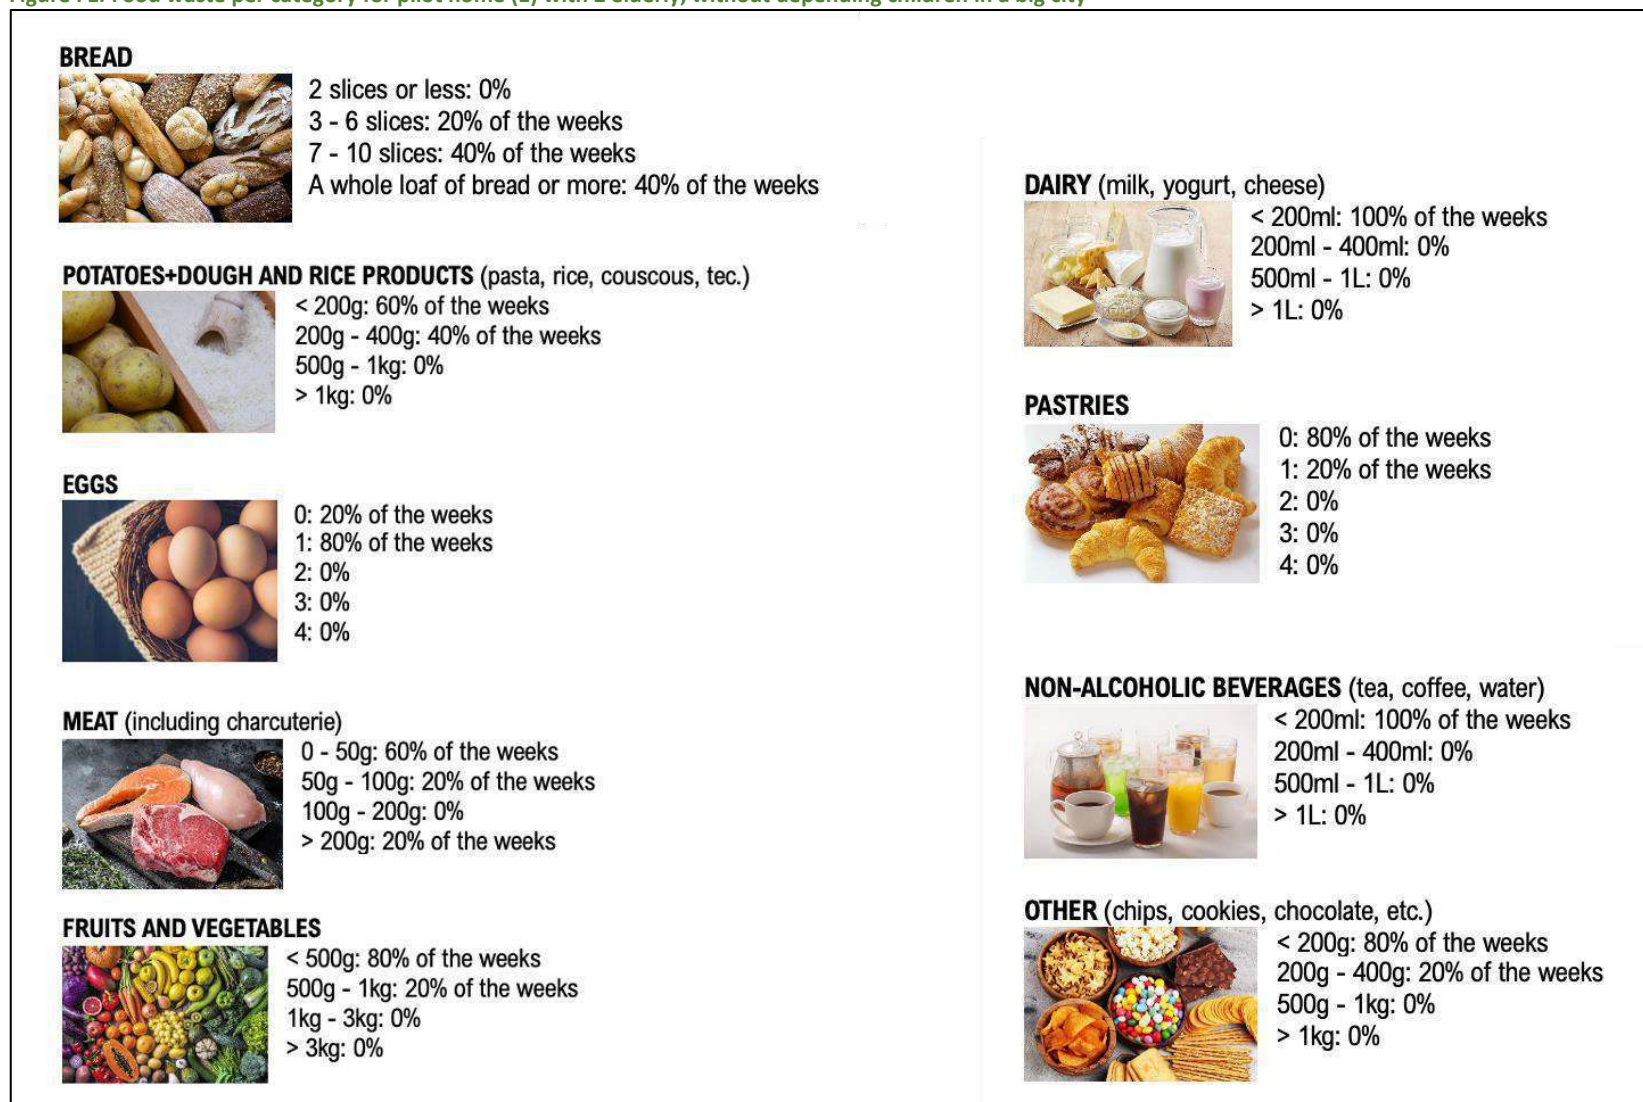 BREAD
2 slices or less: 0%
3 - 6 slices: 20% of the weeks
7 - 10 slices: 40% of the weeks
A whole loaf of bread or more: 40% of the weeks
POTATOES+DOUGH AND RICE PRODUCTS (pasta, rice, couscous, tec.)
< 200g: 60% of the weeks
200g - 400g: 40% of the weeks
500g - 1kg: 0%
> 1kg: 0%
EGGS
0: 20% of the weeks
1: 80% of the weeks
2: 0%
3: 0%
4: 0%
MEAT (including charcuterie)
0 - 50g: 60% of the weeks
50g - 100g: 20% of the weeks
100g - 200g: 0%
> 200g: 20% of the weeks
FRUITS AND VEGETABLES
< 500g: 80% of the weeks
500g - 1kg: 20% of the weeks
1kg - 3kg: 0%
> 3kg: 0%
DAIRY (milk, yogurt, cheese)
< 200ml: 100% of the weeks
200ml - 400ml: 0%
500ml - 1L: 0%
> 1L: 0%
PASTRIES
0: 80% of the weeks
1: 20% of the weeks
2: 0%
3: 0%
4: 0%
NON-ALCOHOLIC BEVERAGES (tea, coffee, water)
< 200ml: 100% of the weeks
200ml - 400ml: 0%
500ml - 1L: 0%
> 1L: 0%
OTHER (chips, cookies, chocolate, etc.)
< 200g: 80% of the weeks
200g - 400g: 20% of the weeks
500g - 1kg: 0%
> 1kg: 0%